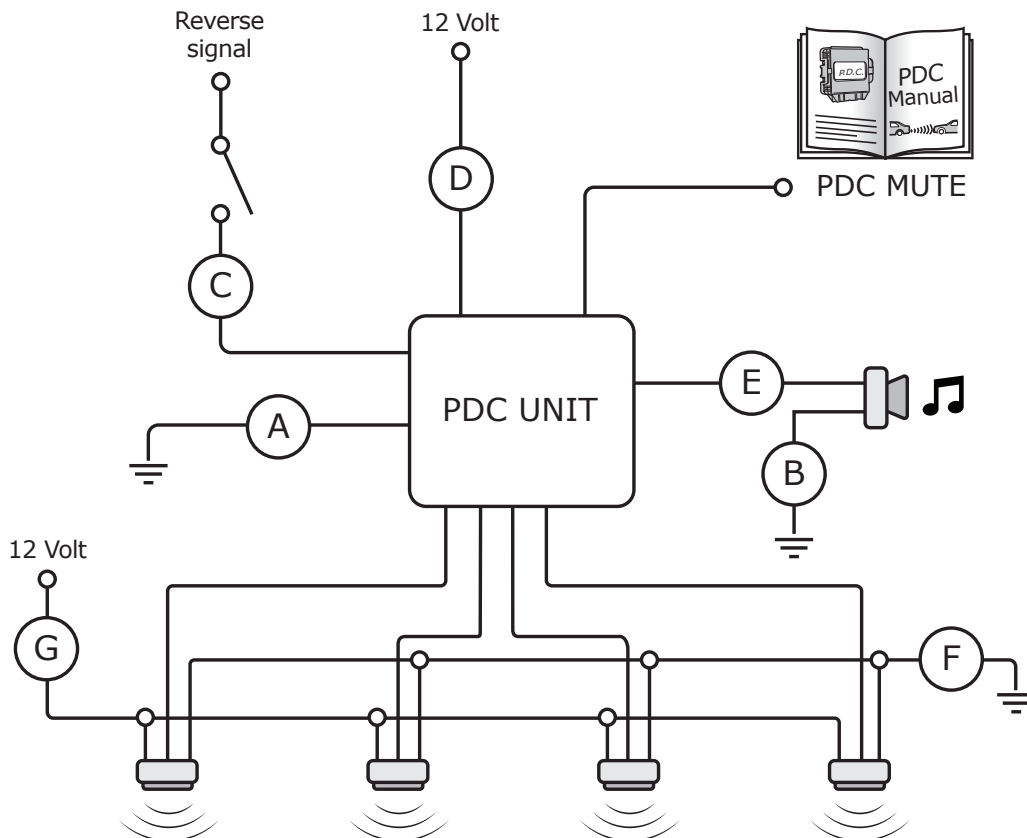 Reverse
signal
12 Volt
P.D.C.
PDC
Manual
PDC MUTE
D
C
E
A
PDC UNIT
B
12 Volt
G
F